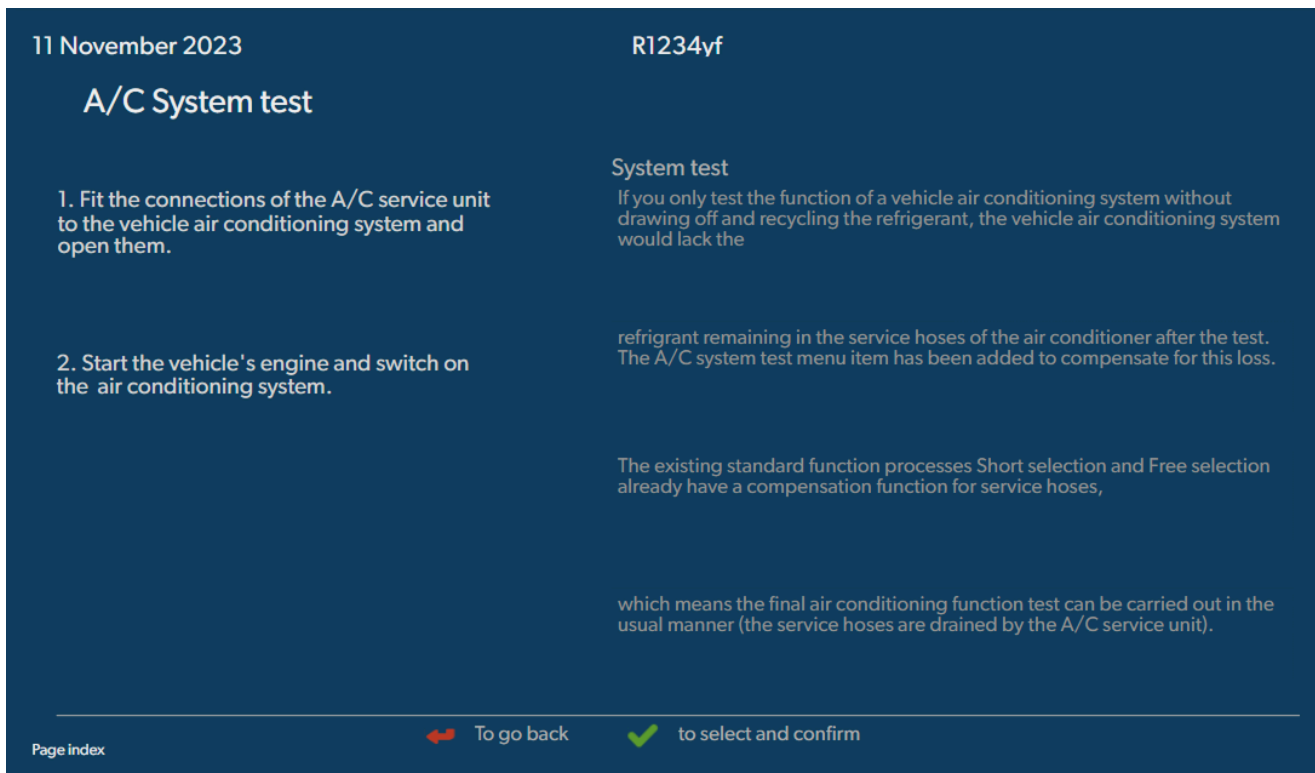 11 November 2023
R1234yf
A/C System test
1. Fit the connections of the A/C service unit
to the vehicle air conditioning system and
open them.
2. Start the vehicle's engine and switch on
the air conditioning system.
System test
If you only test the function of a vehicle air conditioning system without
drawing off and recycling the refrigerant, the vehicle air conditioning system
would lack the
refrigrant remaining in the service hoses of the air conditioner after the test.
The A/C system test menu item has been added to compensate for this loss.
The existing standard function processes Short selection and Free selection
already have a compensation function for service hoses,
which means the final air conditioning function test can be carried out in the
usual manner (the service hoses are drained by the A/C service unit).
To go back
to select and confirm
Page index